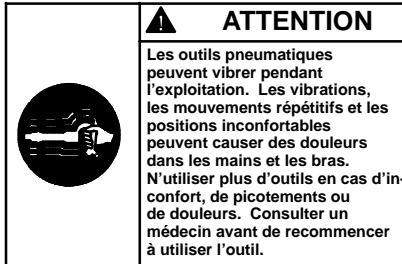 ATTENTION
Les outils pneumatiques
peuvent vibrer pendant
l'exploitation. Les vibrations,
les mouvements répétitifs et les
positions inconfortables
peuvent causer des douleurs
dans les mains et les bras.
N'utiliser plus d'outils en cas d'in-
confort, de picotements ou
de douleurs. Consulter un
médecin avant de recommencer
à utiliser l'outil.